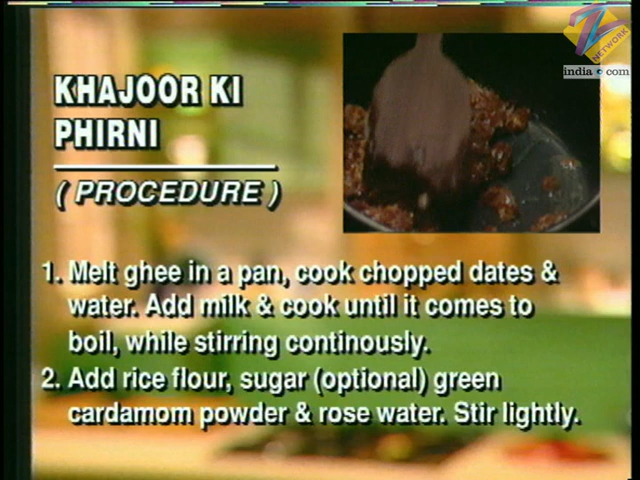 NETWORK
india.com
KHAJOOR KI
PHIRNI
( PROCEDURE )
1. Melt ghee in a pan, cook chopped dates &
water. Add milk & cook until it comes to
boil, while stirring continously.
2. Add rice flour, sugar (optional) green
cardamom powder & rose water. Stir lightly.